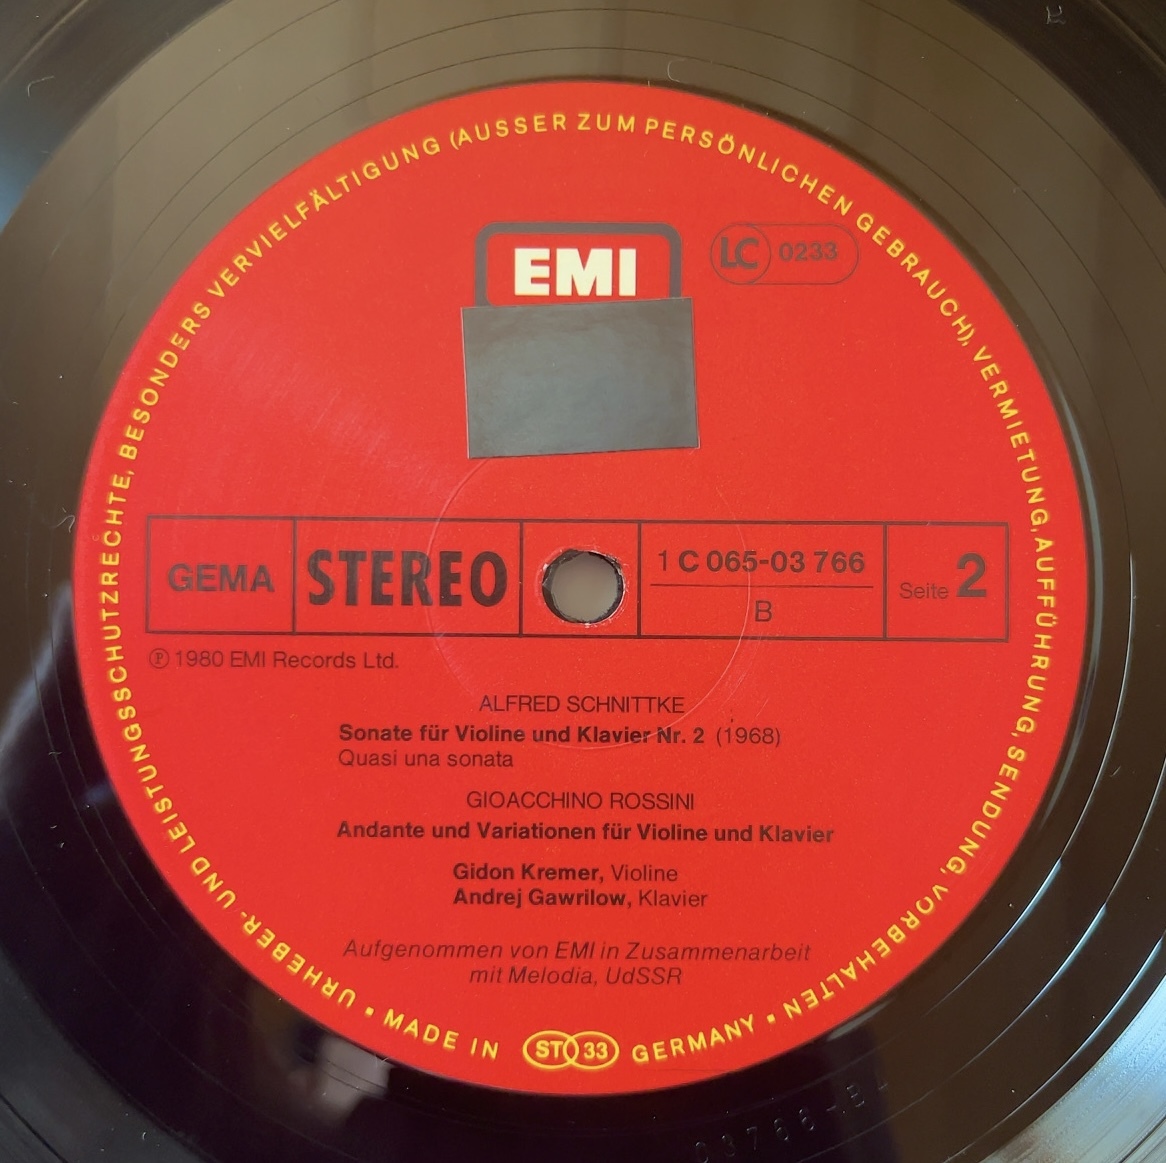 URHEBER- UND LEISTUNGSSCHUTZRECHTE, BESONDERS VERVIELFÄLTIGUNG (AUSSER ZUM PERSÖNLICHEN GEBRAUCH), VERMIETUNG, AUFFÜHRUNG, SENDUNG, VORBEHALTEN
EMI
LC 0233
GEMA
STEREO
1 C 065-03 766
B
Seite 2
Ⓟ 1980 EMI Records Ltd.
ALFRED SCHNITTKE
Sonate für Violine und Klavier Nr. 2 (1968)
Quasi una sonata
GIOACCHINO ROSSINI
Andante und Variationen für Violine und Klavier
Gidon Kremer, Violine
Andrej Gawrilow, Klavier
Aufgenommen von EMI in Zusammenarbeit
mit Melodia, UdSSR
▪ MADE IN ST 33 GERMANY ▪
03766-B